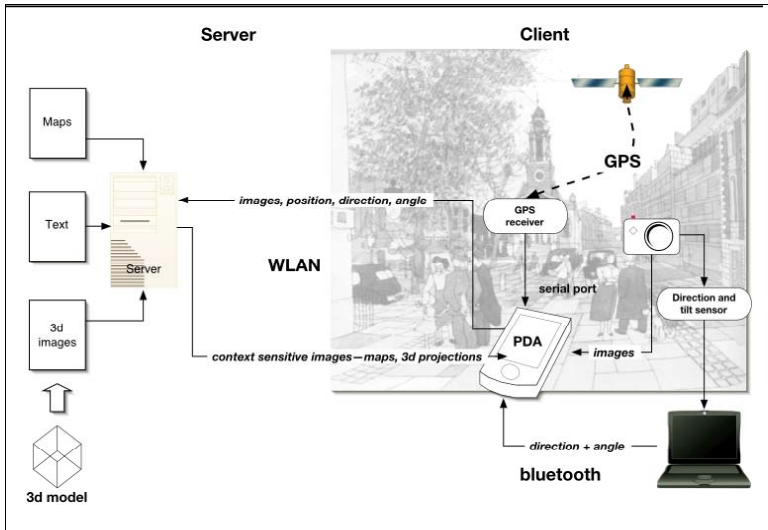 Server
Client
Maps
GPS
Text
images, position, direction, angle
GPS
receiver
Server
WLAN
serial port
Direction and
tilt sensor
3d
images
PDA
context sensitive images—maps, 3d projections
images
direction + angle
bluetooth
3d model